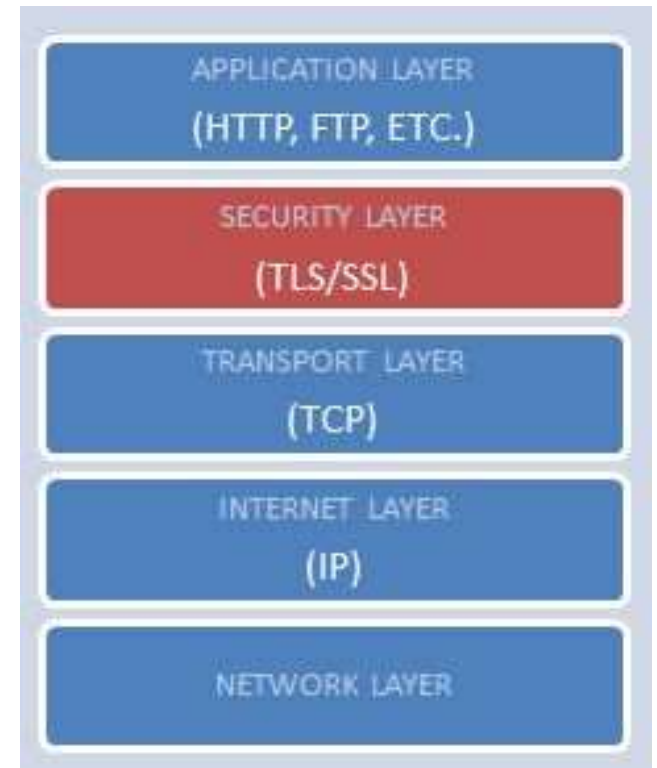 APPLICATION LAYER
(HTTP, FTP, ETC.)
SECURITY LAYER
(TLS/SSL)
TRANSPORT LAYER
(TCP)
INTERNET LAYER
(IP)
NETWORK LAYER